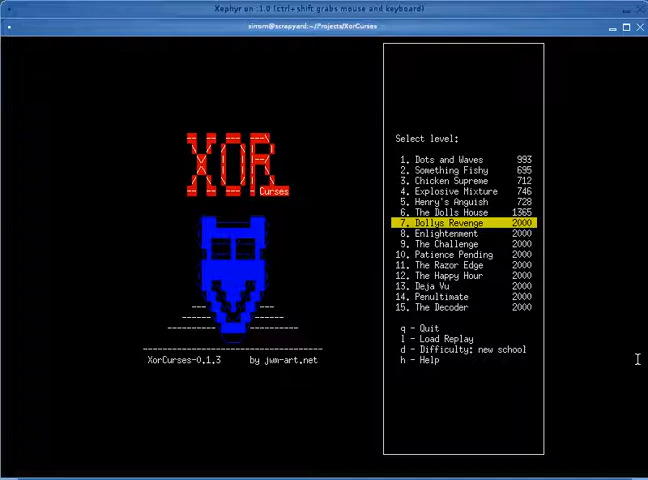 Xephyr on :1.0 (ctrl+shift grabs mouse and keyboard)
simon@scrapyard:~/Projects/XorCurses
XOR
Curses
XorCurses-0.1.3 by jwm-art.net
Select level:
1. Dots and Waves 993
2. Something Fishy 695
3. Chicken Supreme 712
4. Explosive Mixture 746
5. Henry's Anguish 728
6. The Dolls House 1365
7. Dollys Revenge 2000
8. Enlightenment 2000
9. The Challenge 2000
10. Patience Pending 2000
11. The Razor Edge 2000
12. The Happy Hour 2000
13. Deja Vu 2000
14. Penultimate 2000
15. The Decoder 2000
q - Quit
l - Load Replay
d - Difficulty: new school
h - Help